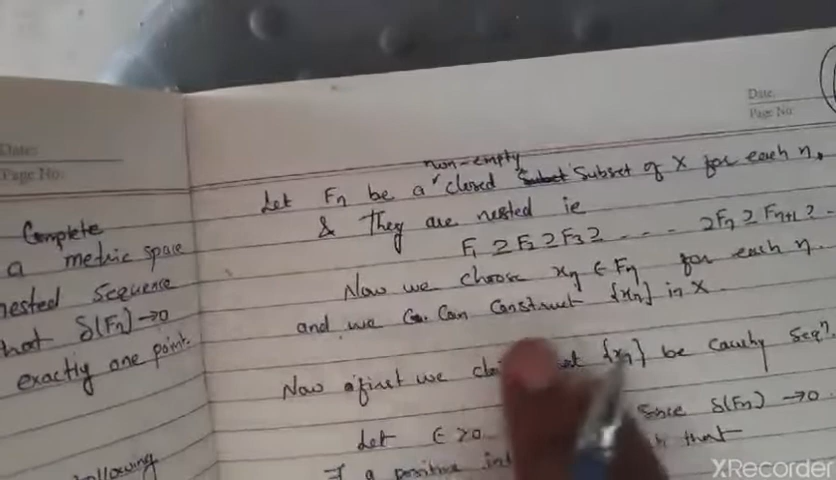 Date:
Page No:
Complete
a metric space
nested sequence
that δ(Fn)→0
exactly one point.
following
Date:
Page No:
non-empty
Let Fn be a closed Subset of X for each n.
& They are nested ie
F1 ⊇ F2 ⊇ F3 ⊇ - - - - - ⊇ Fn ⊇ Fn+1 ⊇ -
Now we choose xn ∈ Fn for each n.
and we Can Construct {xn} in X
Now first we {xn} be cauchy seqn.
Let ∈>0 Since δ(Fn)→0
∃ a positive that
XRecorder